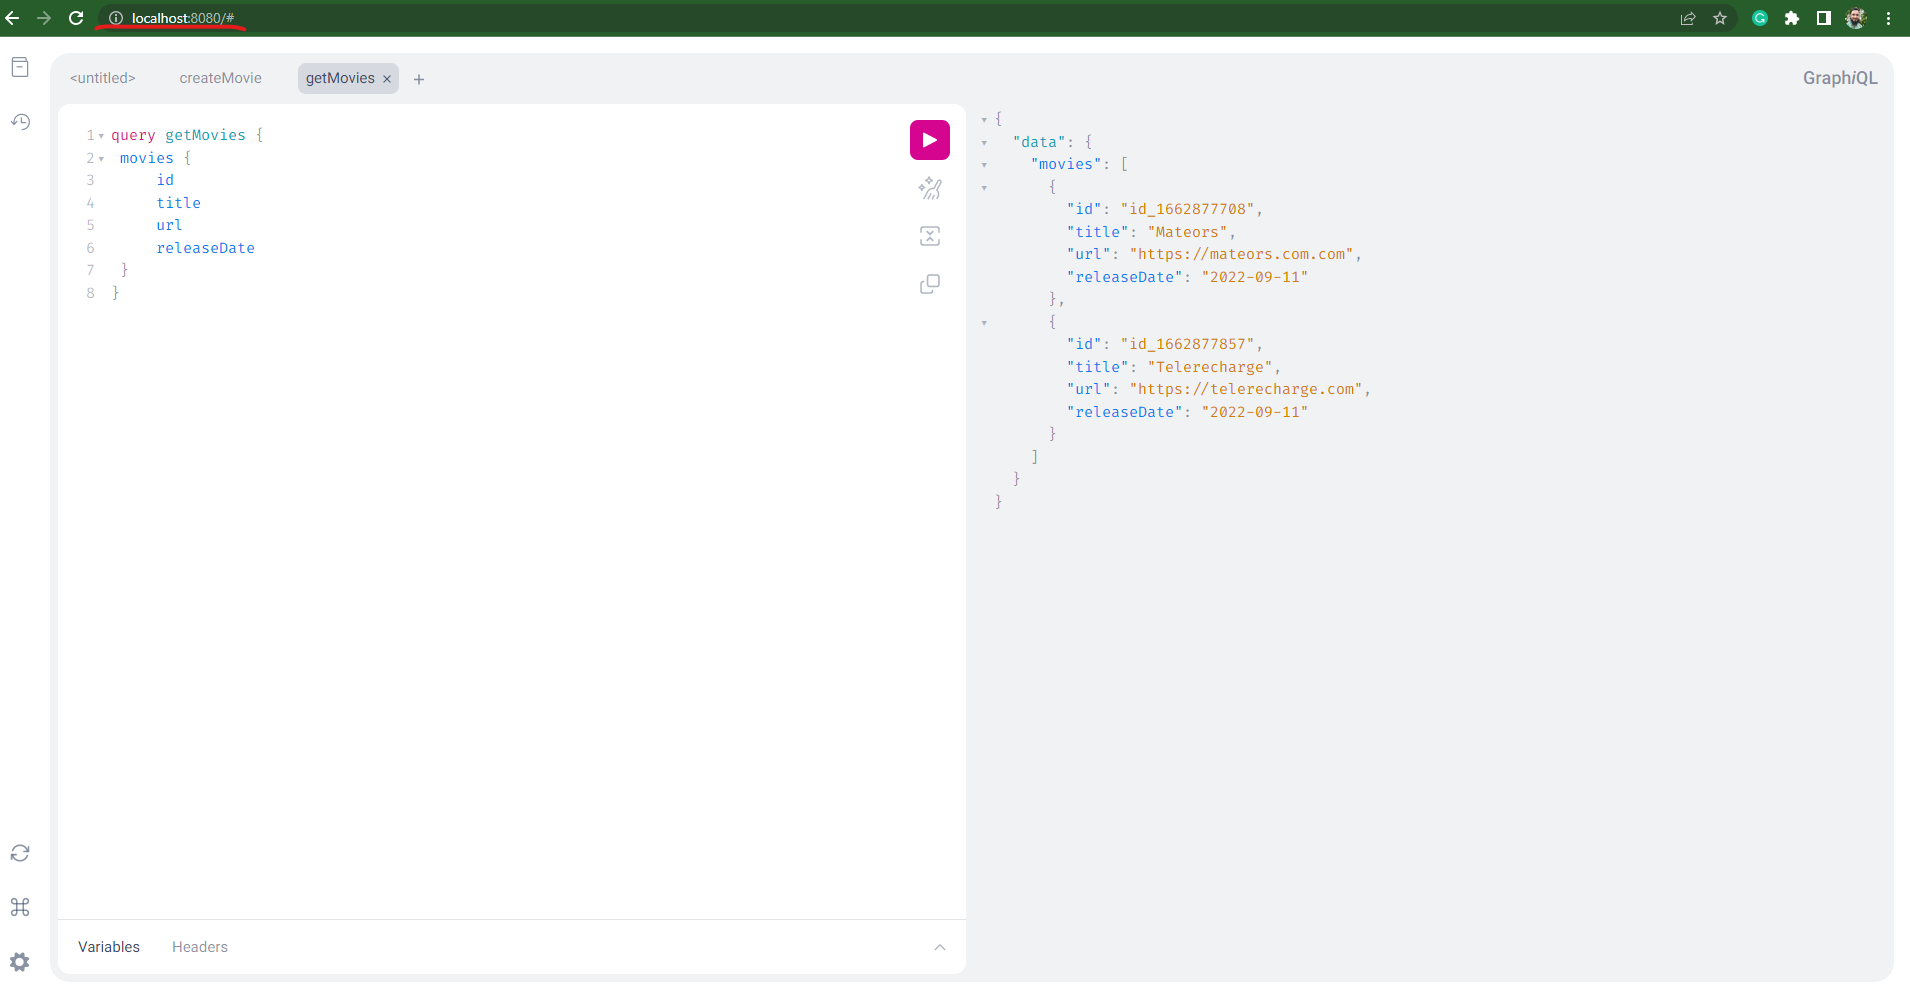 localhost:8080/#
<untitled> createMovie getMovies × +
GraphiQL
1 query getMovies {
2 movies {
3 id
4 title
5 url
6 releaseDate
7 }
8 }
{
"data": {
"movies": [
{
"id": "id_1662877708",
"title": "Mateors",
"url": "https://mateors.com.com",
"releaseDate": "2022-09-11"
},
{
"id": "id_1662877857",
"title": "Telerecharge",
"url": "https://telerecharge.com",
"releaseDate": "2022-09-11"
}
]
}
}
Variables Headers